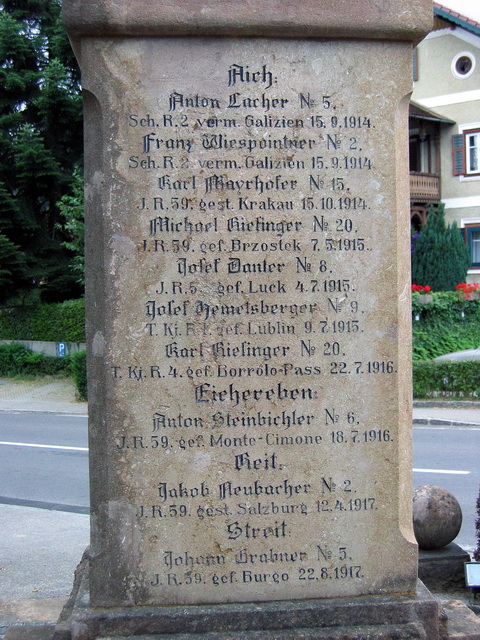 Aich:
Anton Lacher № 5.
Sch. R. 2 verm. Galizien 15.9.1914.
Franz Wiespointner № 2.
Sch. R. 2 verm. Galizien 15.9.1914.
Karl Mayrhofer № 15.
J. R. 59. gest. Krakau 15.10.1914.
Michael Kiefinger № 20.
J. R. 59. gef. Brzostek 7.5.1915.
Josef Dauter № 8.
J. R. 5 gef. Luck 4.7.1915.
Josef Hemetsberger № 9.
T. Kj. R. 1 gef. Lublin 9.7.1915.
Karl Kiefinger № 20.
T. Kj. R. 4. gef. Borrolo-Pass 22.7.1916.
Eichereben:
Anton Steinbichler № 6.
J. R. 59. gef. Monte-Cimone 18.7.1916.
Reit:
Jakob Neubacher № 2.
J. R. 59. gest. Salzburg 12.4.1917.
Streit:
Johann Grabner № 5.
J. R. 59 gef. Burgo 22.8.1917.